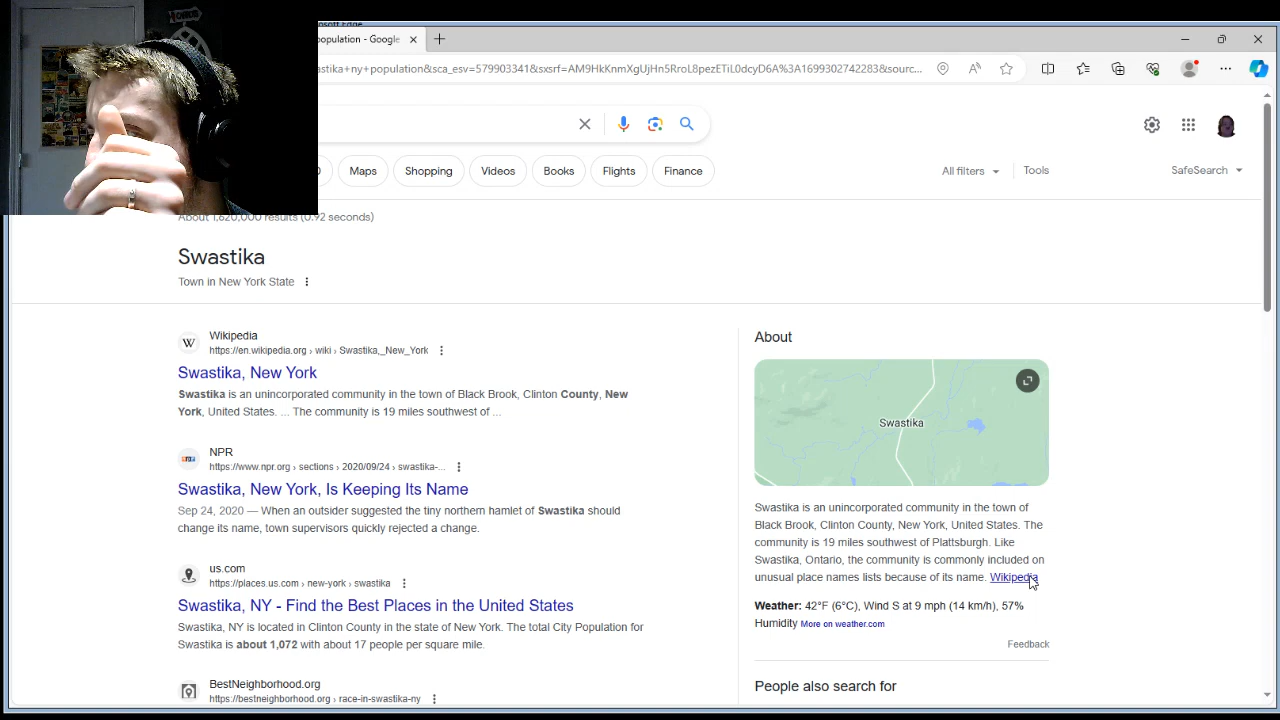 opulation - Google
astika+ny+population&sca_esv=579903341&sxsrf=AM9HkKnmXgUjHn5RroL8pezETiL0dcyD6A%3A1699302742283&sourc...
Maps
Shopping
Videos
Books
Flights
Finance
All filters
Tools
SafeSearch
About 1,620,000 results (0.92 seconds)
Swastika
Town in New York State
Wikipedia
https://en.wikipedia.org › wiki › Swastika,_New_York
Swastika, New York
Swastika is an unincorporated community in the town of Black Brook, Clinton County, New
York, United States. ... The community is 19 miles southwest of ...
NPR
https://www.npr.org › sections › 2020/09/24 › swastika-...
Swastika, New York, Is Keeping Its Name
Sep 24, 2020 — When an outsider suggested the tiny northern hamlet of Swastika should
change its name, town supervisors quickly rejected a change.
us.com
https://places.us.com › new-york › swastika
Swastika, NY - Find the Best Places in the United States
Swastika, NY is located in Clinton County in the state of New York. The total City Population for
Swastika is about 1,072 with about 17 people per square mile.
BestNeighborhood.org
https://bestneighborhood.org › race-in-swastika-ny
About
Swastika
Swastika is an unincorporated community in the town of
Black Brook, Clinton County, New York, United States. The
community is 19 miles southwest of Plattsburgh. Like
Swastika, Ontario, the community is commonly included on
unusual place names lists because of its name. Wikipedia
Weather: 42°F (6°C), Wind S at 9 mph (14 km/h), 57%
Humidity More on weather.com
Feedback
People also search for